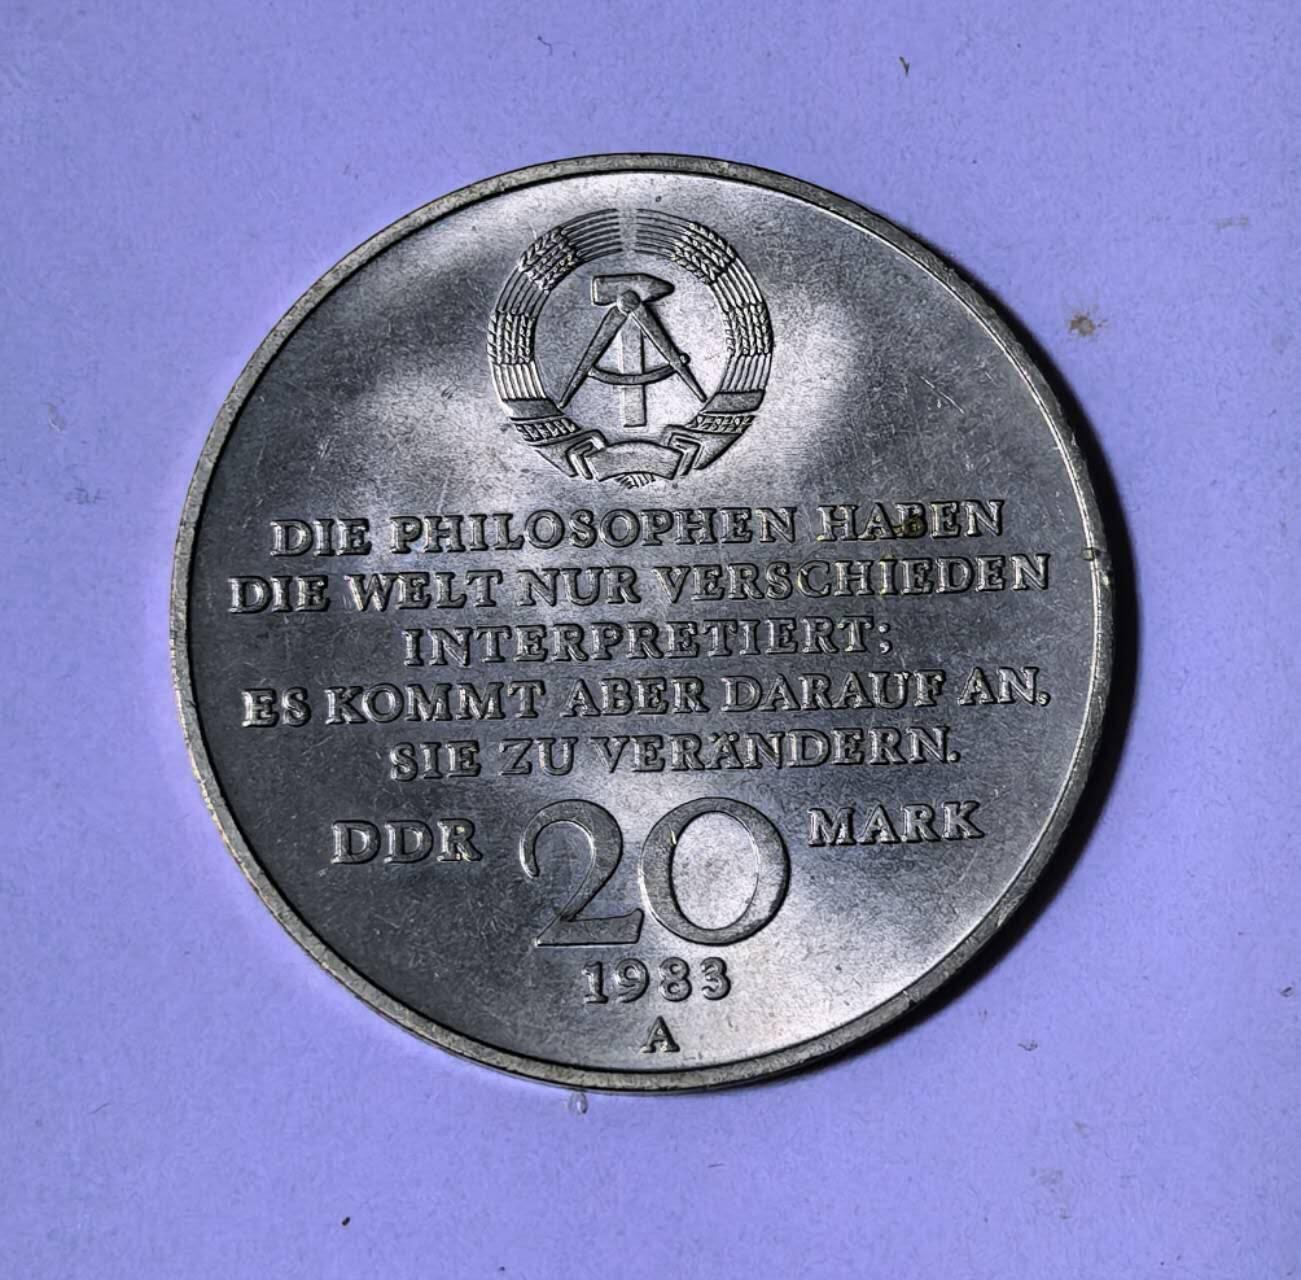 DIE PHILOSOPHEN HABEN
DIE WELT NUR VERSCHIEDEN
INTERPRETIERT;
ES KOMMT ABER DARAUF AN,
SIE ZU VERÄNDERN.
DDR 20 MARK
1983
A